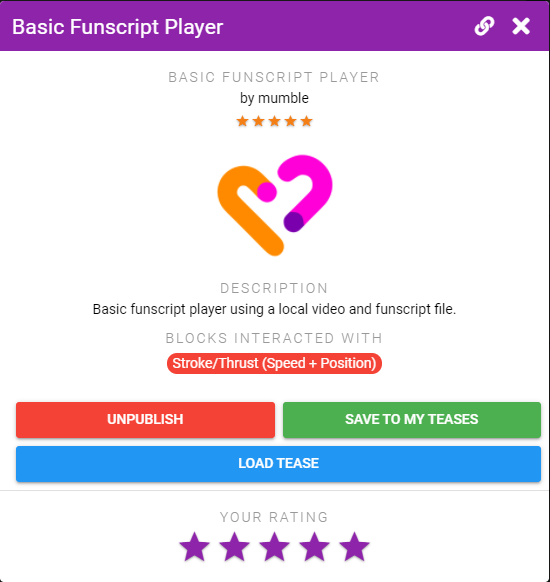 Basic Funscript Player
BASIC FUNSCRIPT PLAYER
by mumble
DESCRIPTION
Basic funscript player using a local video and funscript file.
BLOCKS INTERACTED WITH
Stroke/Thrust (Speed + Position)
UNPUBLISH
SAVE TO MY TEASES
LOAD TEASE
YOUR RATING